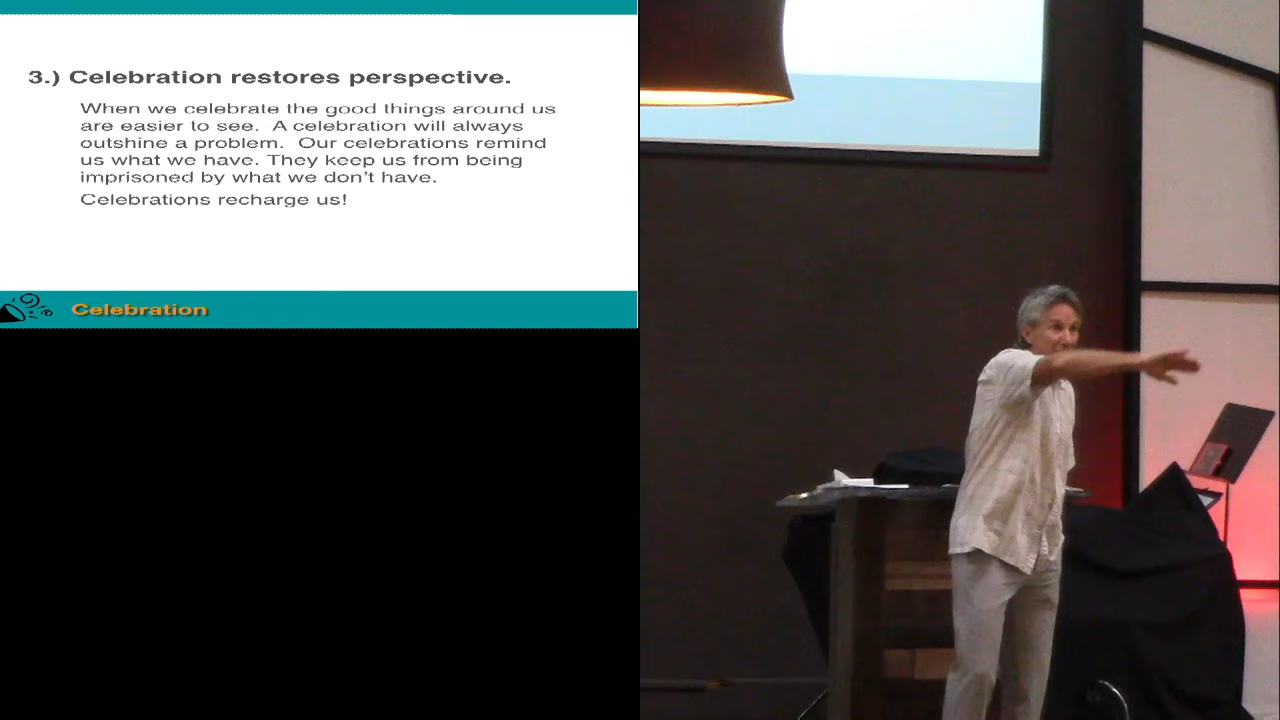 3.) Celebration restores perspective.
When we celebrate the good things around us
are easier to see.  A celebration will always
outshine a problem.  Our celebrations remind
us what we have. They keep us from being
imprisoned by what we don't have.
Celebrations recharge us!
Celebration